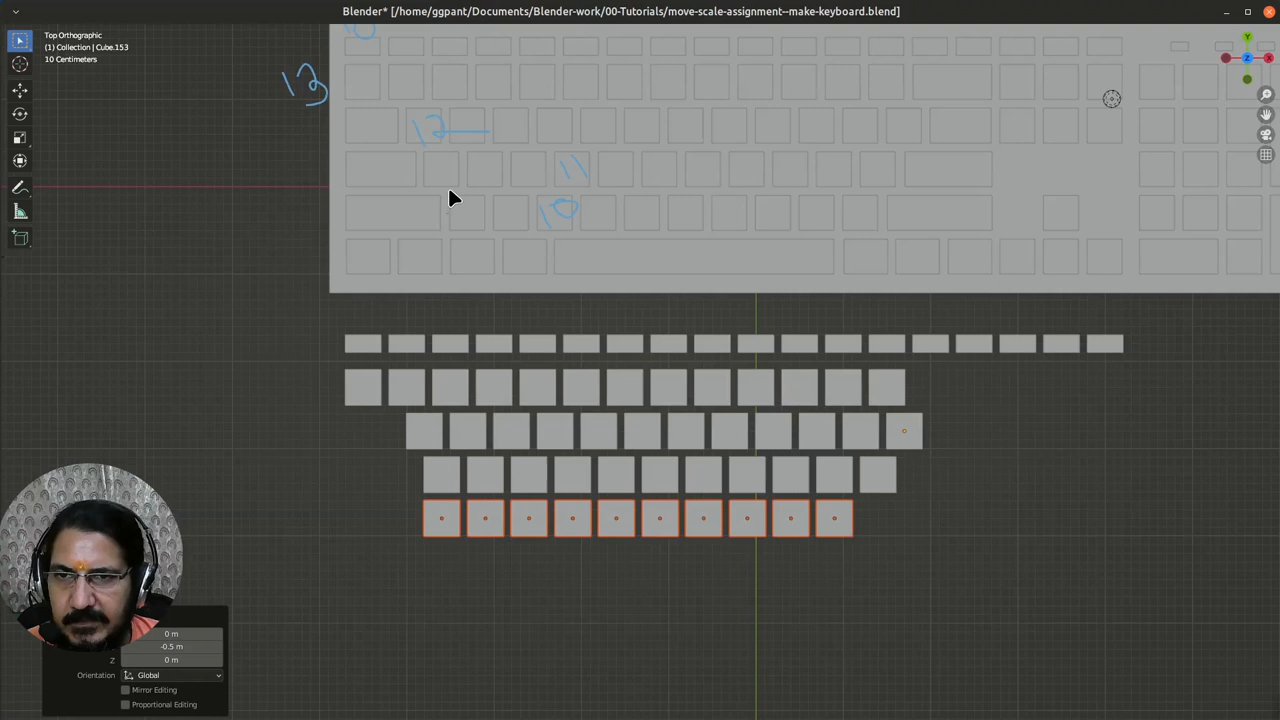 Blender* [/home/ggpant/Documents/Blender-work/00-Tutorials/move-scale-assignment--make-keyboard.blend]
Top Orthographic
(1) Collection | Cube.153
10 Centimeters
Y
Z
X
13
12
11
10
0 m
-0.5 m
Z
0 m
Orientation
Global
Mirror Editing
Proportional Editing